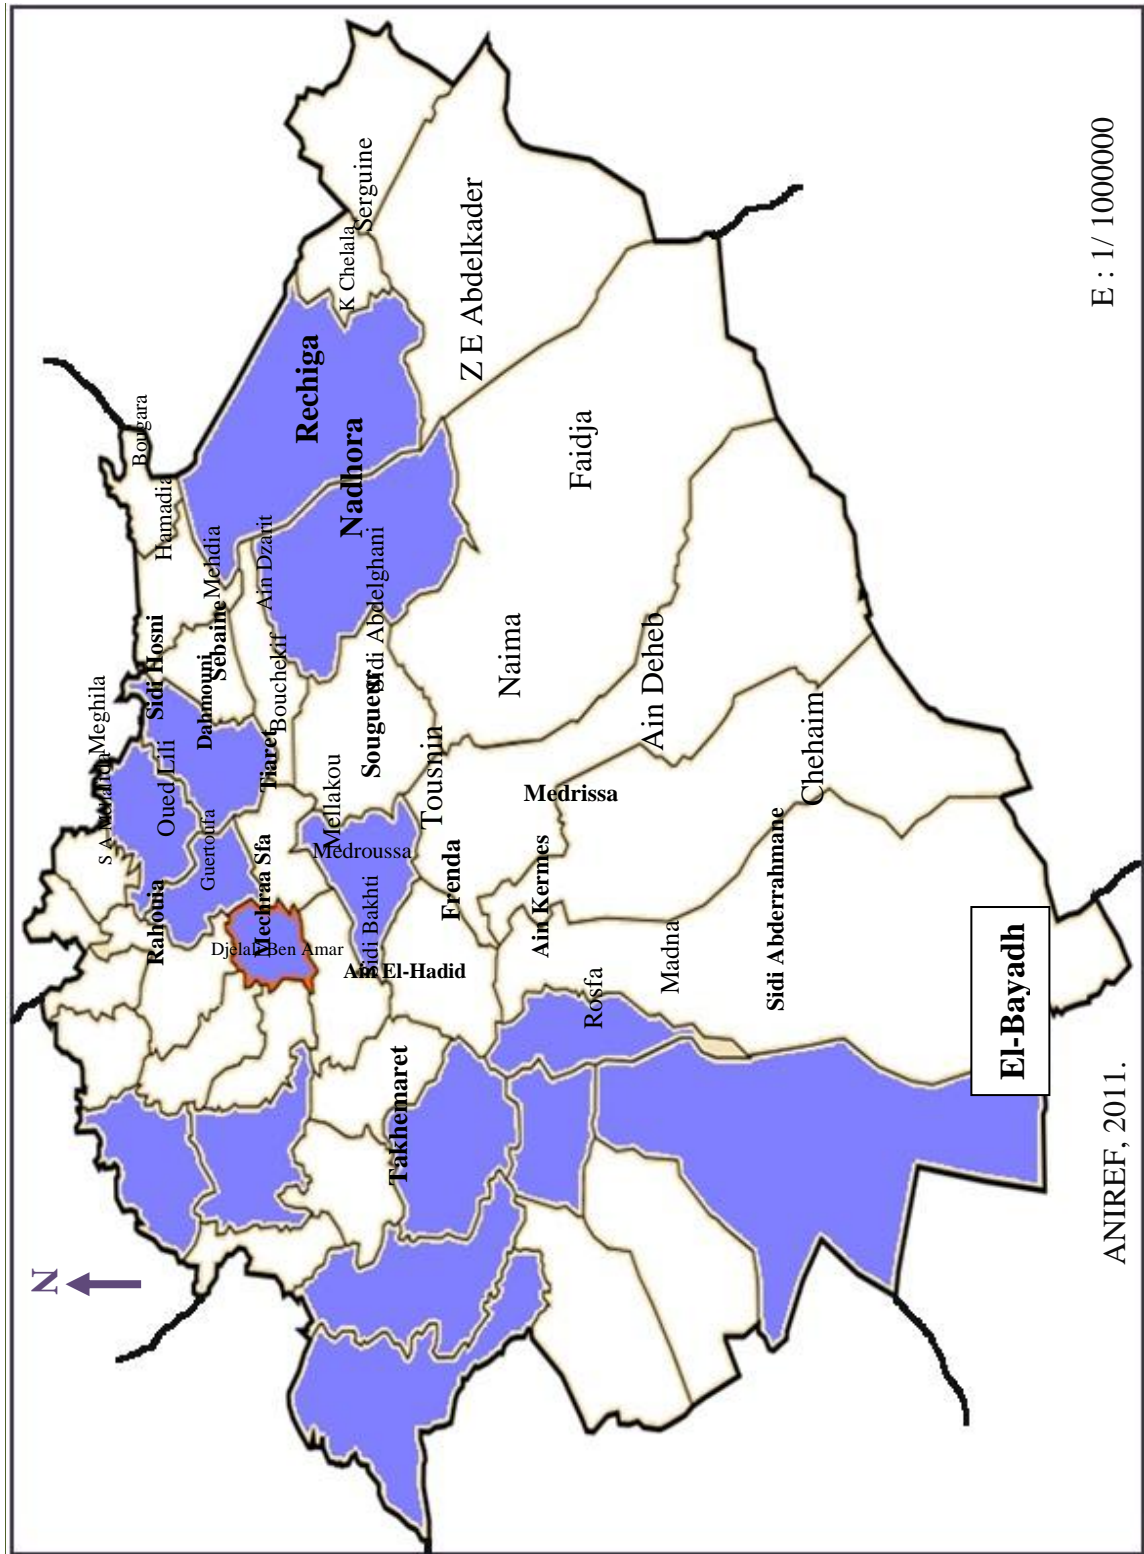 N
Bougara
Hamadia
Rechiga
K Chelala
Serguine
Z E Abdelkader
Nadhora
Mehdia
Ain Dzarit
Sebaine
Sidi Hosni
Dahmouni
Bouchekif
Sidi Abdelghani
Faidja
Meghila
Oued Lili
Tiaret
Sougueur
Naima
Guertoufa
Mellakou
Tousnin
Ain Deheb
Rahouia
Mechraa Sfa
Medroussa
Frenda
Medrissa
Chehaim
Djelali Ben Amar
Sidi Bakhti
Ain El-Hadid
Ain Kermes
Madna
Sidi Abderrahmane
Rosfa
Takhemaret
El-Bayadh
E : 1/ 1000000
ANIREF, 2011.